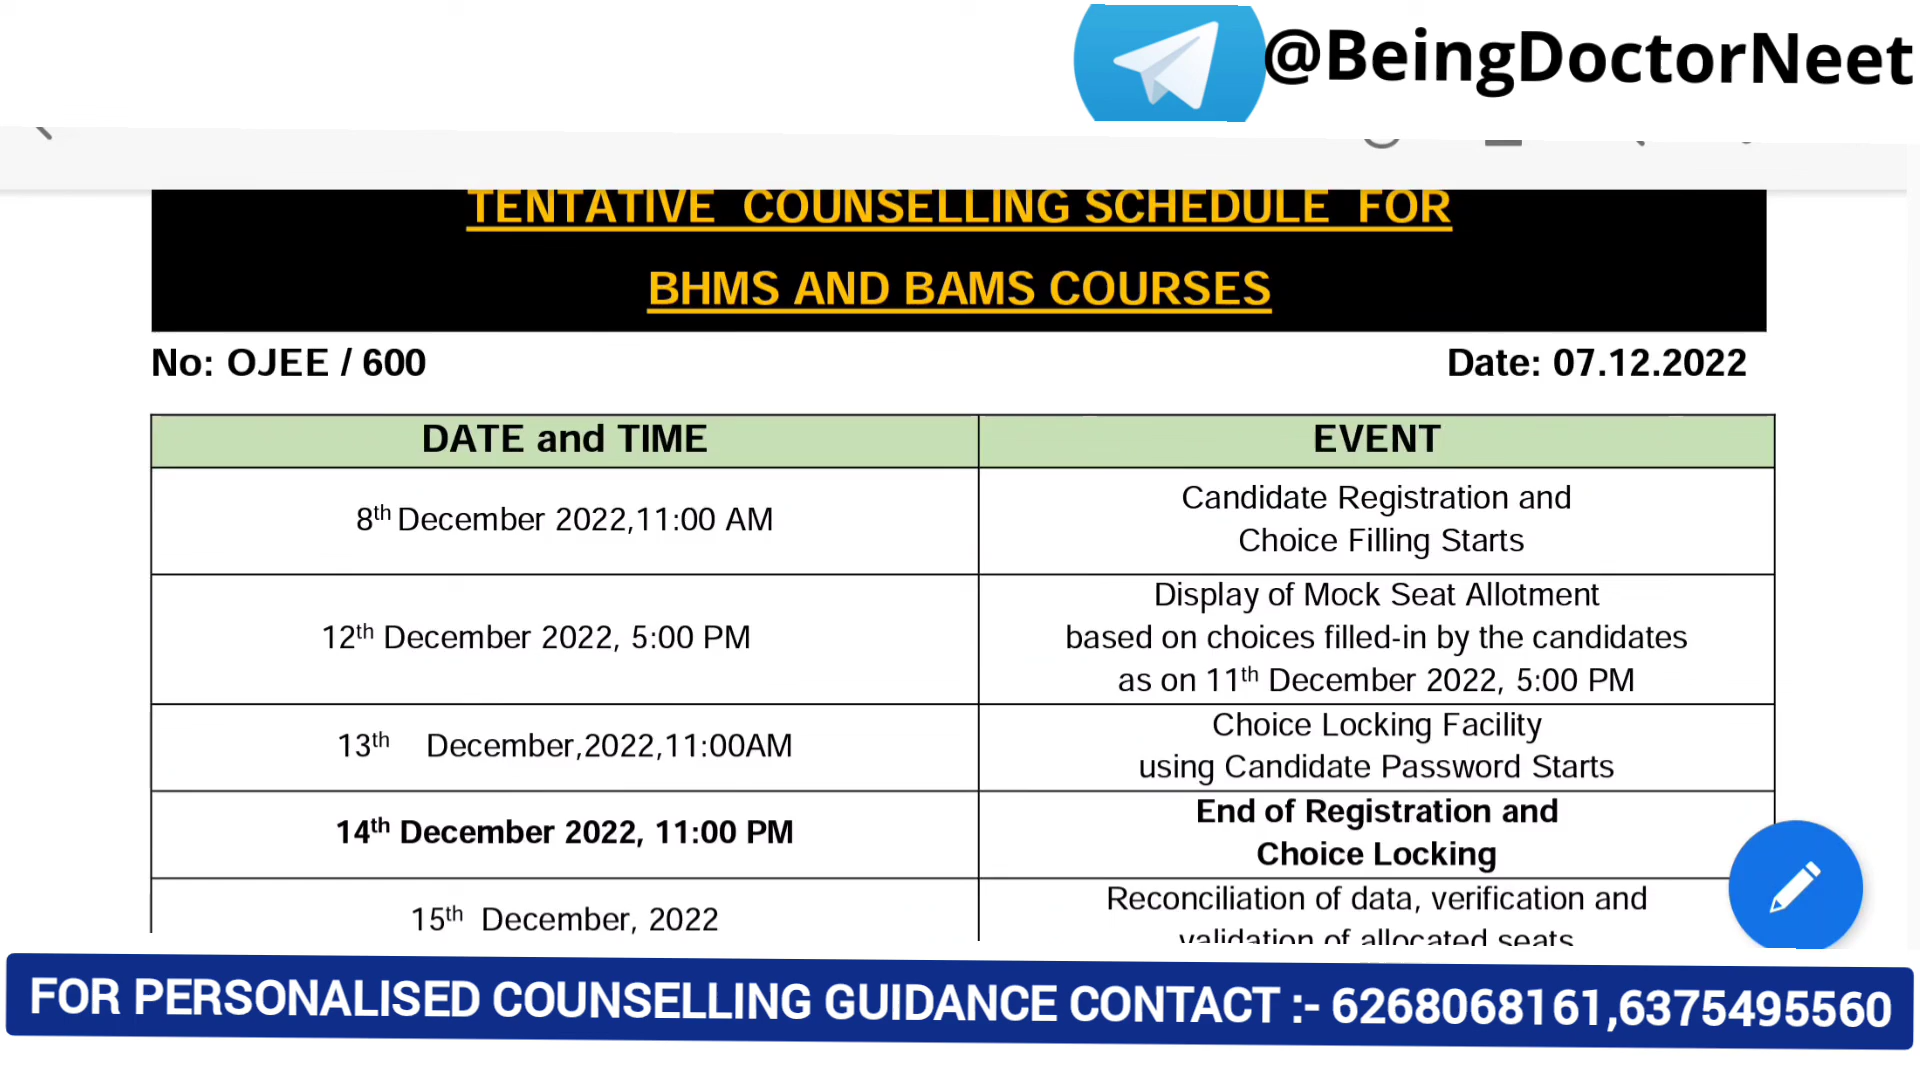 @BeingDoctorNeet
TENTATIVE COUNSELLING SCHEDULE FOR
BHMS AND BAMS COURSES
No: OJEE / 600
Date: 07.12.2022
DATE and TIME
EVENT
8th December 2022,11:00 AM
Candidate Registration and
Choice Filling Starts
12th December 2022, 5:00 PM
Display of Mock Seat Allotment
based on choices filled-in by the candidates
as on 11th December 2022, 5:00 PM
13th December,2022,11:00AM
Choice Locking Facility
using Candidate Password Starts
14th December 2022, 11:00 PM
End of Registration and
Choice Locking
15th December, 2022
Reconciliation of data, verification and
validation of allocated seats
FOR PERSONALISED COUNSELLING GUIDANCE CONTACT :- 6268068161,6375495560